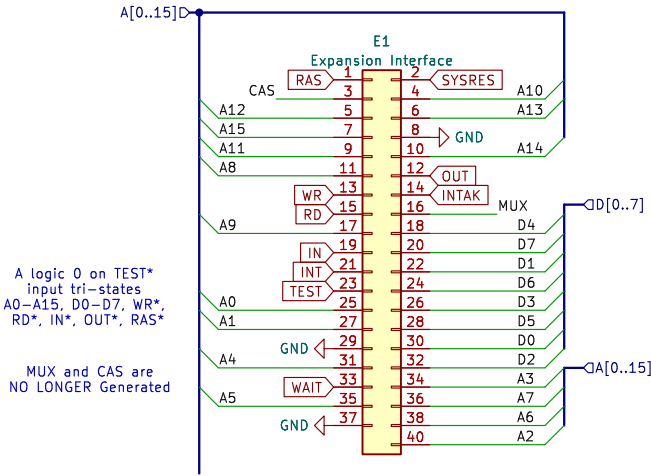 A[0..15]
E1
Expansion Interface
RAS 1 2 SYSRES
CAS 3 4 A10
A12 5 6 A13
A15 7 8 GND
A11 9 10 A14
A8 11 12 OUT
WR 13 14 INTAK
RD 15 16 MUX
D[0..7]
A9 17 18 D4
IN 19 20 D7
INT 21 22 D1
TEST 23 24 D6
A0 25 26 D3
A1 27 28 D5
GND 29 30 D0
A4 31 32 D2
A[0..15]
WAIT 33 34 A3
A5 35 36 A7
GND 37 38 A6
40 A2
A logic 0 on TEST*
input tri-states
A0-A15, D0-D7, WR*,
RD*, IN*, OUT*, RAS*
MUX and CAS are
NO LONGER Generated